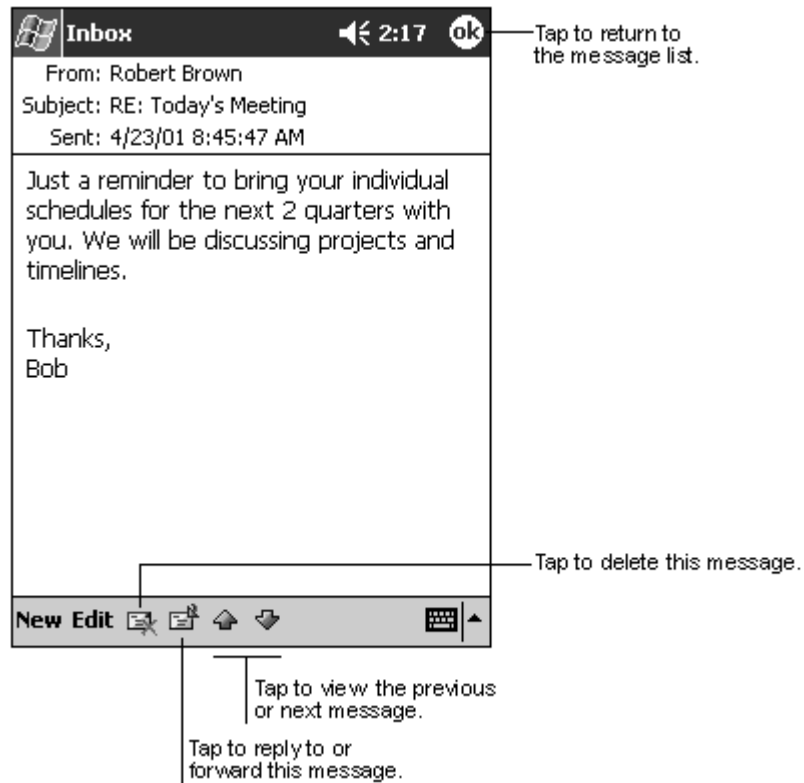 Inbox 2:17 ok
Tap to return to
the message list.
From: Robert Brown
Subject: RE: Today's Meeting
Sent: 4/23/01 8:45:47 AM
Just a reminder to bring your individual
schedules for the next 2 quarters with
you. We will be discussing projects and
timelines.
Thanks,
Bob
Tap to delete this message.
New Edit
Tap to view the previous
or next message.
Tap to reply to or
forward this message.